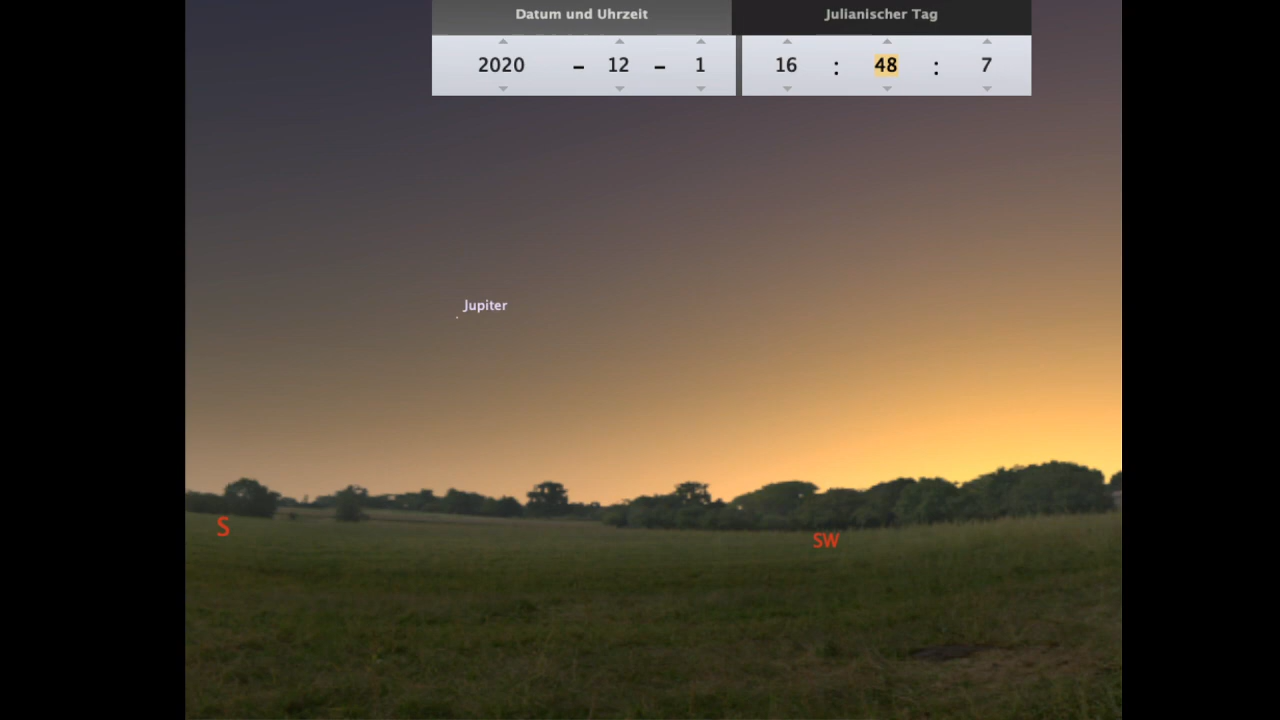 Datum und Uhrzeit Julianischer Tag
2020 - 12 - 1 16 : 48 : 7
Jupiter
S
SW